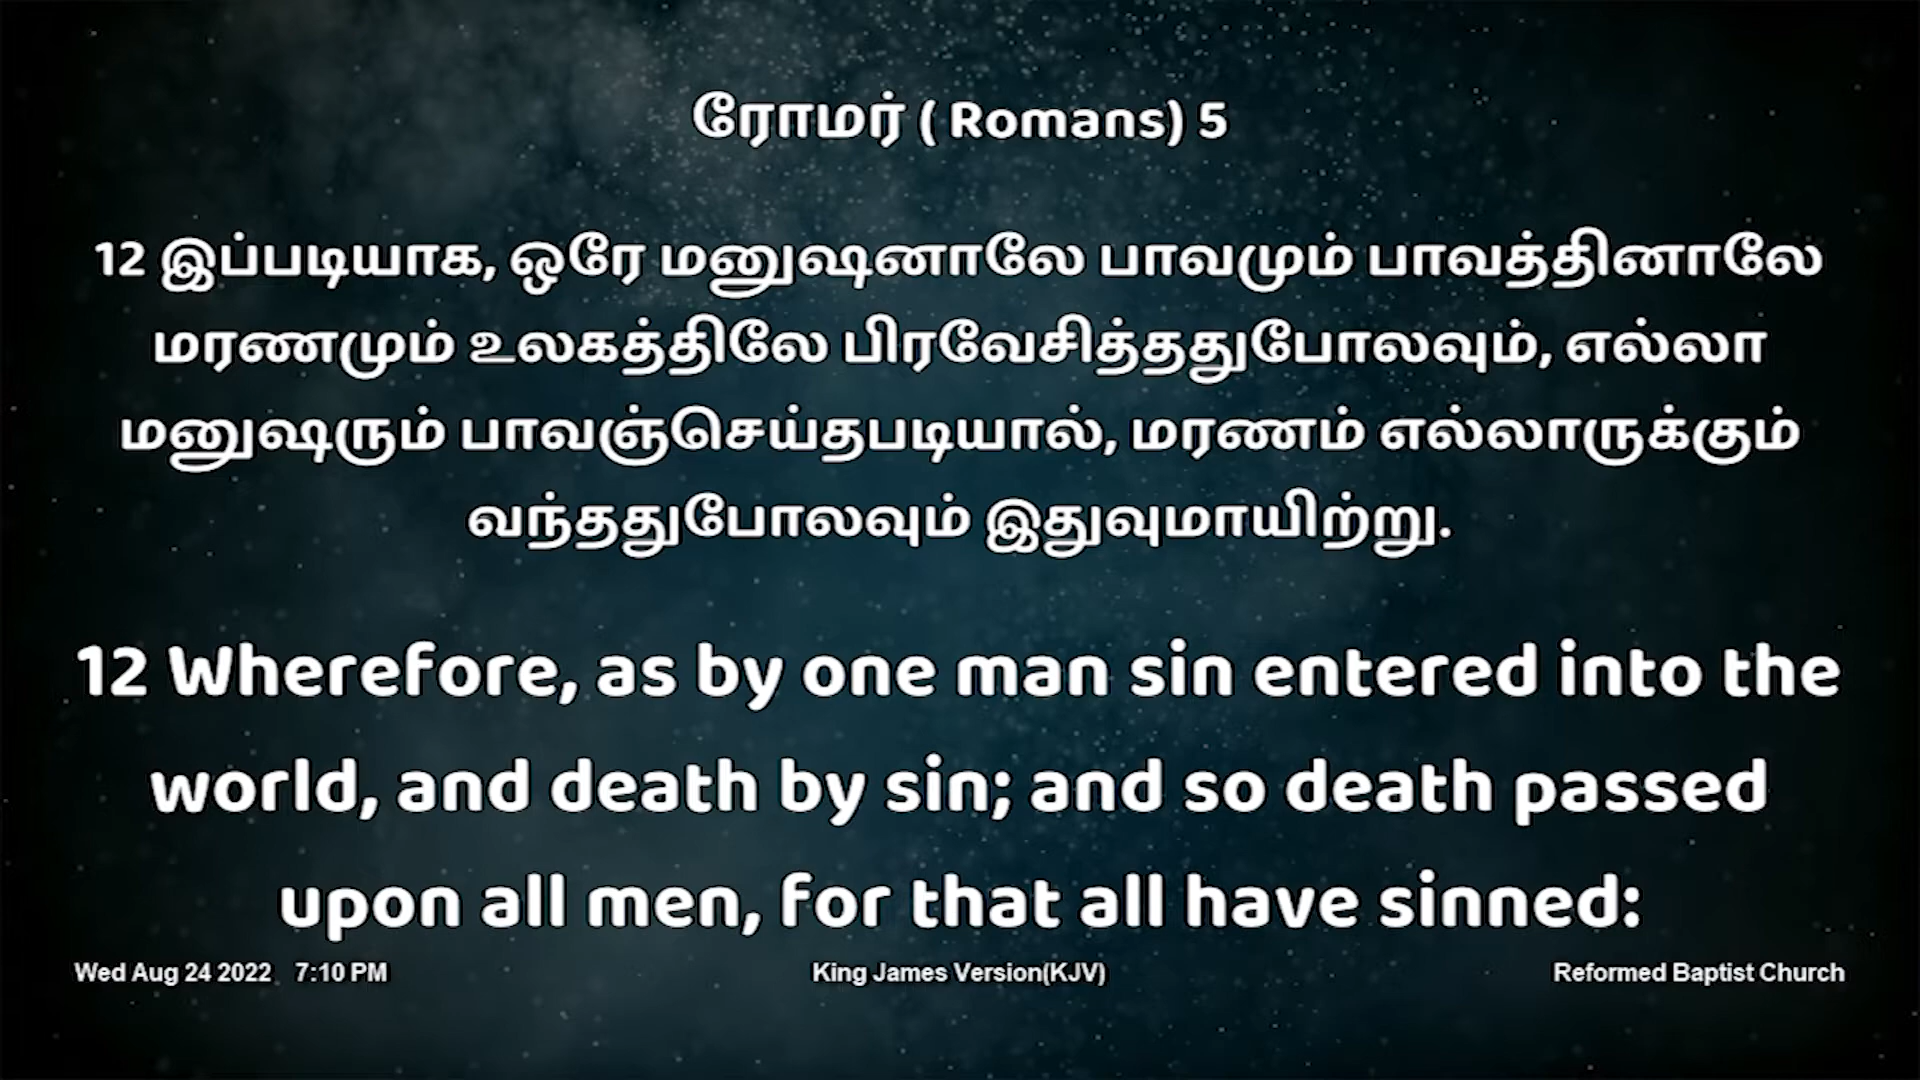 ரோமர் ( Romans) 5
12 இப்படியாக, ஒரே மனுஷனாலே பாவமும் பாவத்தினாலே
மரணமும் உலகத்திலே பிரவேசித்ததுபோலவும், எல்லா
மனுஷரும் பாவஞ்செய்தபடியால், மரணம் எல்லாருக்கும்
வந்ததுபோலவும் இதுவுமாயிற்று.
12 Wherefore, as by one man sin entered into the
world, and death by sin; and so death passed
upon all men, for that all have sinned:
Wed Aug 24 2022 7:10 PM King James Version(KJV) Reformed Baptist Church